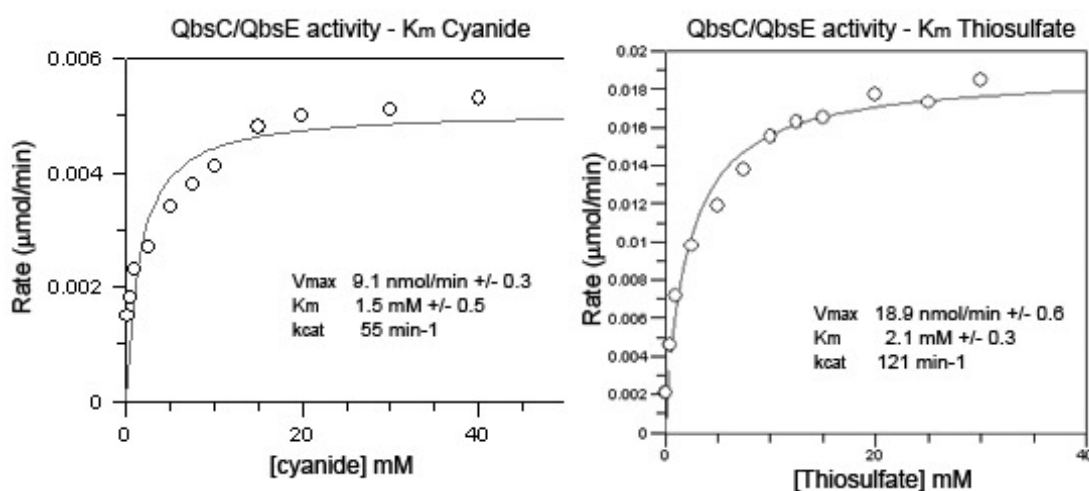 QbsC/QbsE activity - Km Cyanide
Rate (μmol/min)
0.006
0.004
0.002
0
Vmax 9.1 nmol/min +/- 0.3
Km 1.5 mM +/- 0.5
kcat 55 min-1
0
20
40
[cyanide] mM
QbsC/QbsE activity - Km Thiosulfate
Rate (μmol/min)
0.02
0.018
0.016
0.014
0.012
0.01
0.008
0.006
0.004
0.002
0
Vmax 18.9 nmol/min +/- 0.6
Km 2.1 mM +/- 0.3
kcat 121 min-1
0
20
40
[Thiosulfate] mM